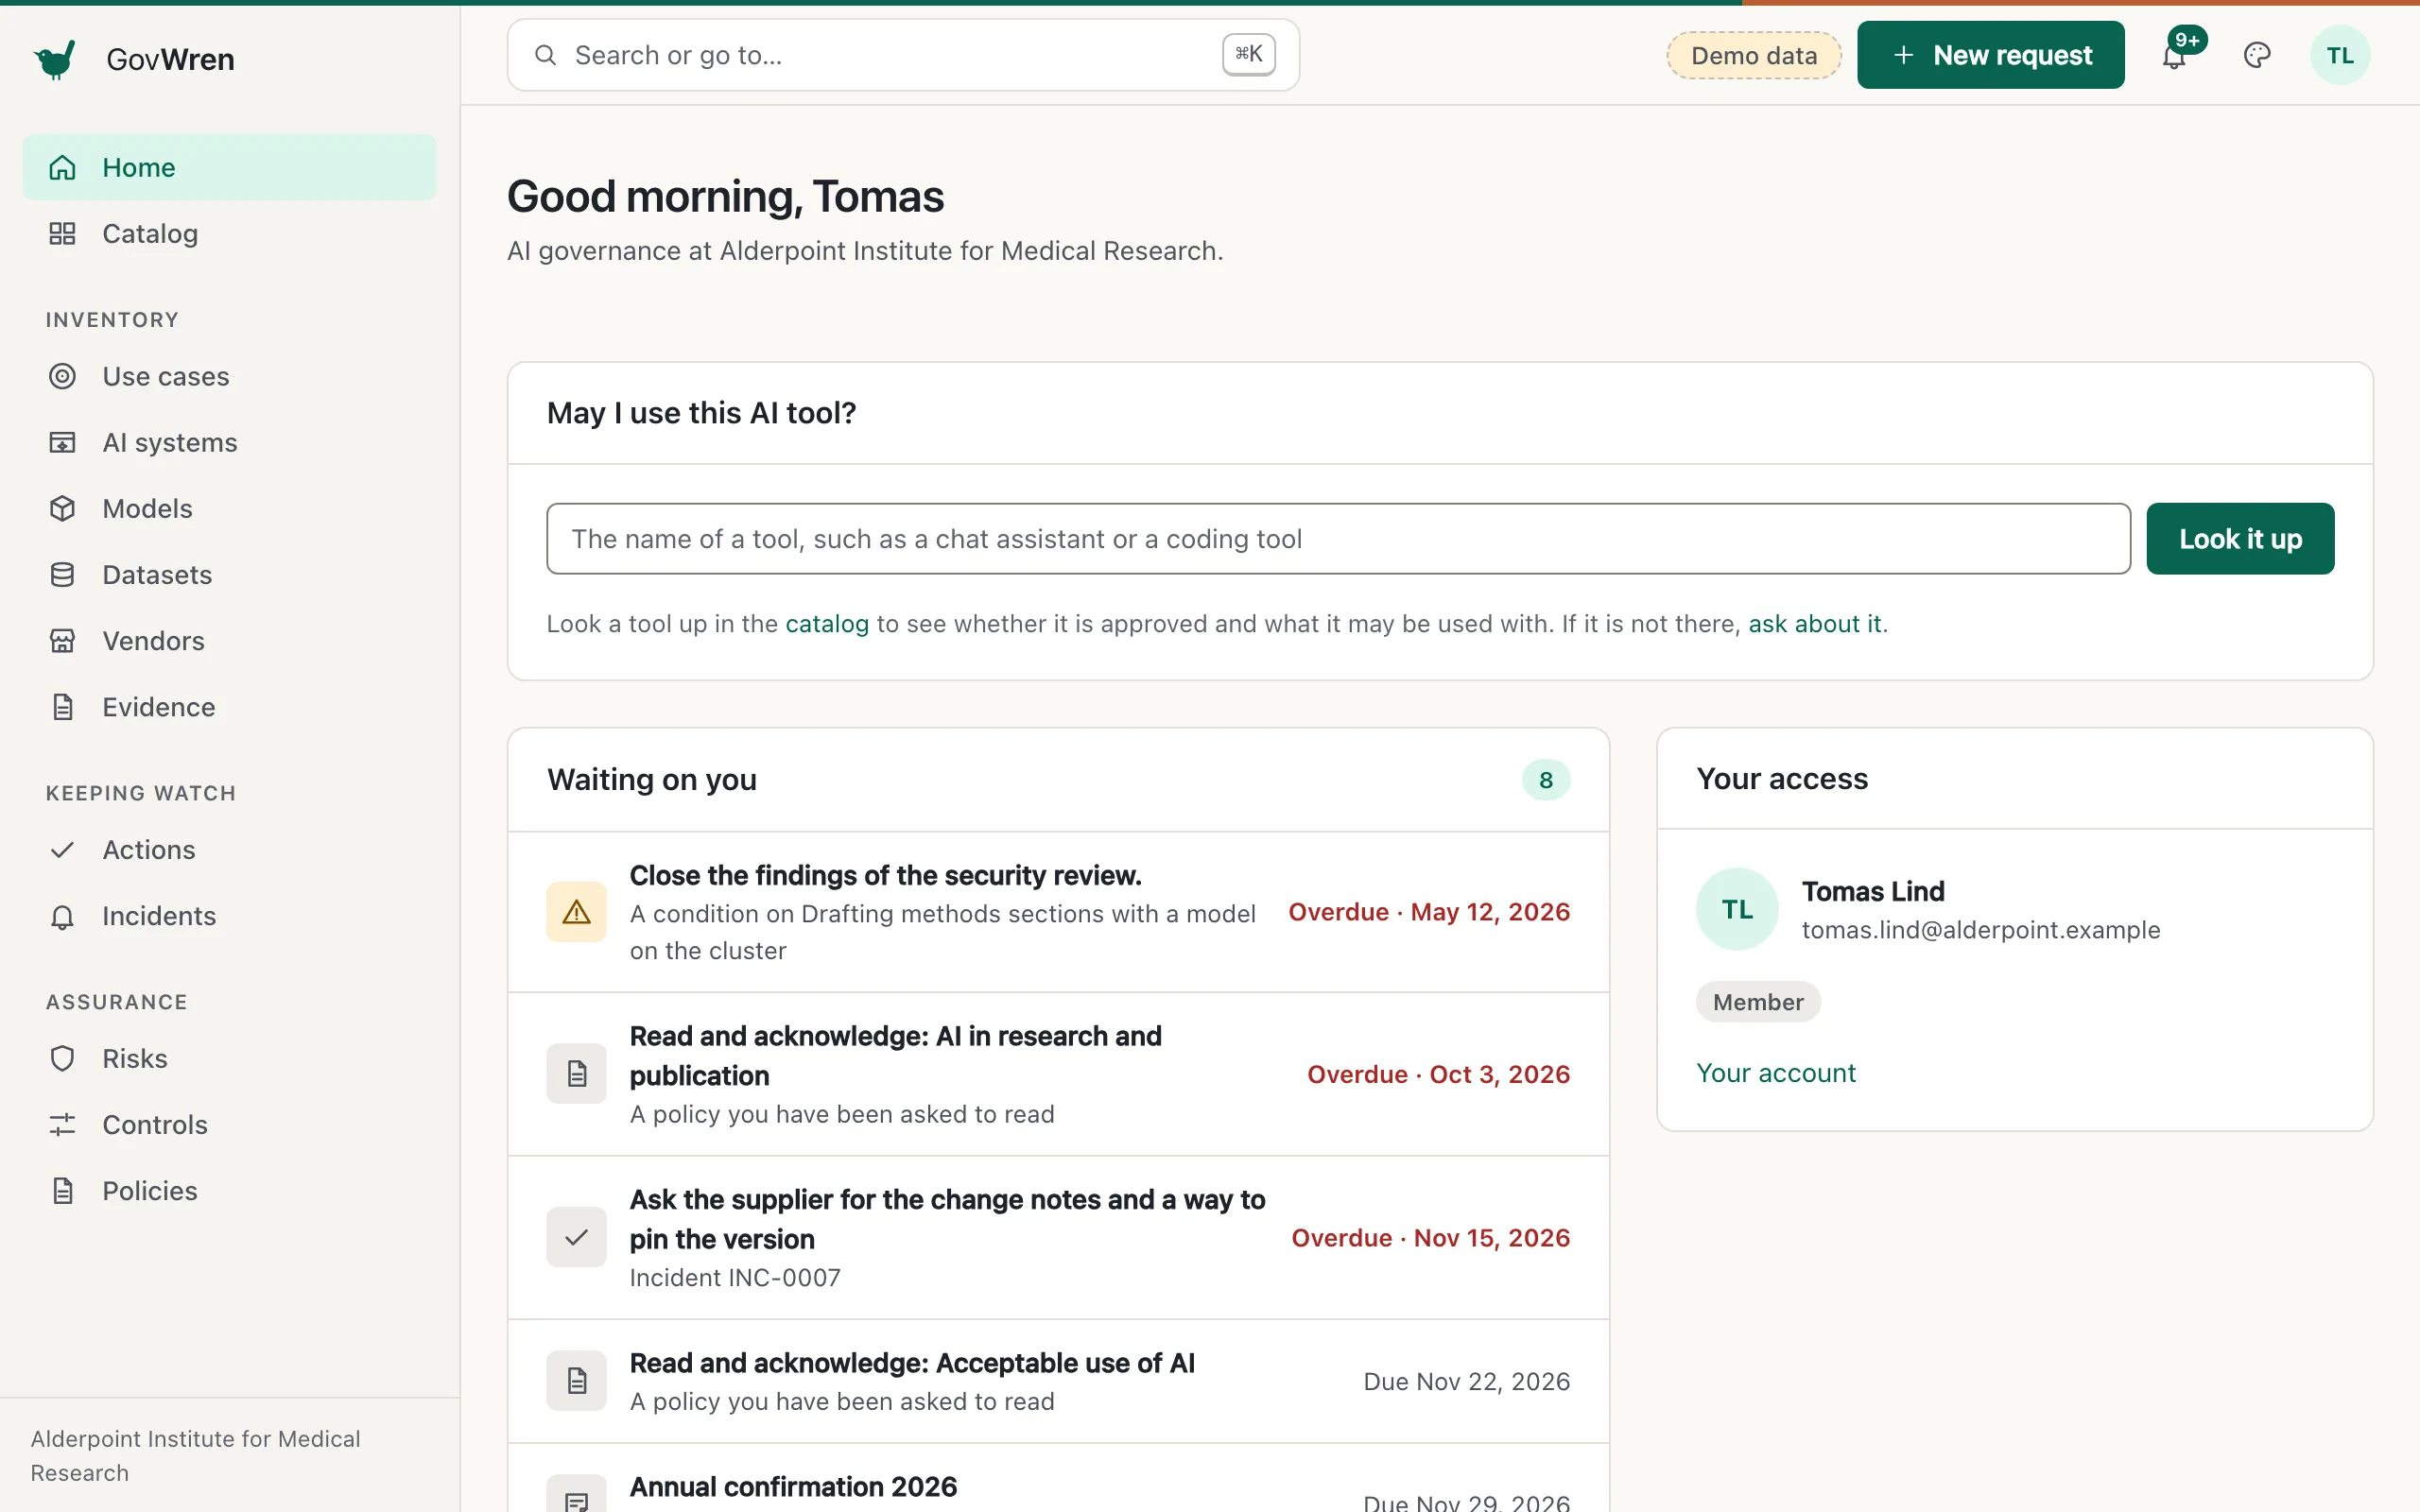 GovWren
Search or go to...
⌘K
Demo data
+ New request
9+
TL
Home
Catalog
INVENTORY
Use cases
AI systems
Models
Datasets
Vendors
Evidence
KEEPING WATCH
Actions
Incidents
ASSURANCE
Risks
Controls
Policies
Alderpoint Institute for Medical
Research
Good morning, Tomas
AI governance at Alderpoint Institute for Medical Research.
May I use this AI tool?
The name of a tool, such as a chat assistant or a coding tool
Look it up
Look a tool up in the catalog to see whether it is approved and what it may be used with. If it is not there, ask about it.
Waiting on you
8
Close the findings of the security review.
A condition on Drafting methods sections with a model
on the cluster
Overdue · May 12, 2026
Read and acknowledge: AI in research and
publication
A policy you have been asked to read
Overdue · Oct 3, 2026
Ask the supplier for the change notes and a way to
pin the version
Incident INC-0007
Overdue · Nov 15, 2026
Read and acknowledge: Acceptable use of AI
A policy you have been asked to read
Due Nov 22, 2026
Annual confirmation 2026
Due Nov 29, 2026
Your access
TL
Tomas Lind
tomas.lind@alderpoint.example
Member
Your account